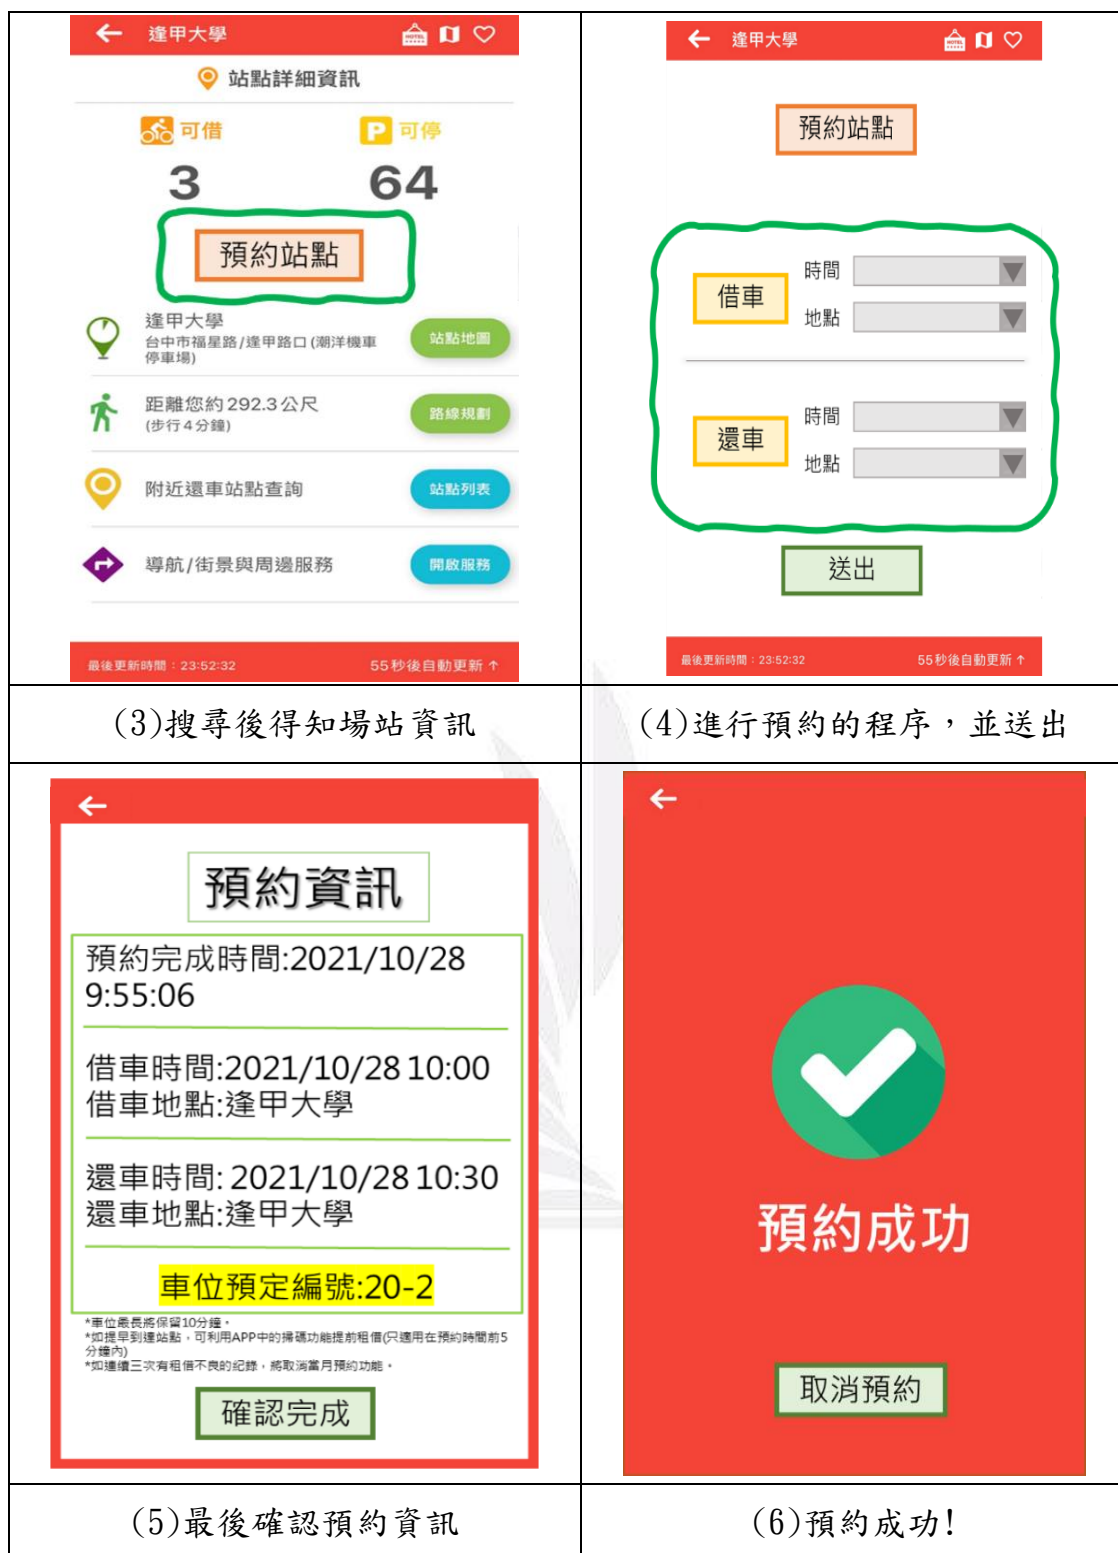 逢甲大學
HOTEL
站點詳細資訊
可借
P 可停
3
64
預約站點
逢甲大學
台中市福星路/逢甲路口(潮洋機車
停車場)
站點地圖
距離您約292.3公尺
(步行4分鐘)
路線規劃
附近還車站點查詢
站點列表
導航/街景與周邊服務
開啟服務
最後更新時間：23:52:32
55秒後自動更新↑
(3)搜尋後得知場站資訊
逢甲大學
HOTEL
預約站點
借車
時間
地點
還車
時間
地點
送出
最後更新時間：23:52:32
55秒後自動更新↑
(4)進行預約的程序，並送出
預約資訊
預約完成時間:2021/10/28
9:55:06
借車時間:2021/10/28 10:00
借車地點:逢甲大學
還車時間: 2021/10/28 10:30
還車地點:逢甲大學
車位預定編號:20-2
*車位最長將保留10分鐘。
*如提早到達站點，可利用APP中的掃碼功能提前租借(只適用在預約時間前5
分鐘內)
*如連續三次有租借不良的紀錄，將取消當月預約功能。
確認完成
(5)最後確認預約資訊
預約成功
取消預約
(6)預約成功!